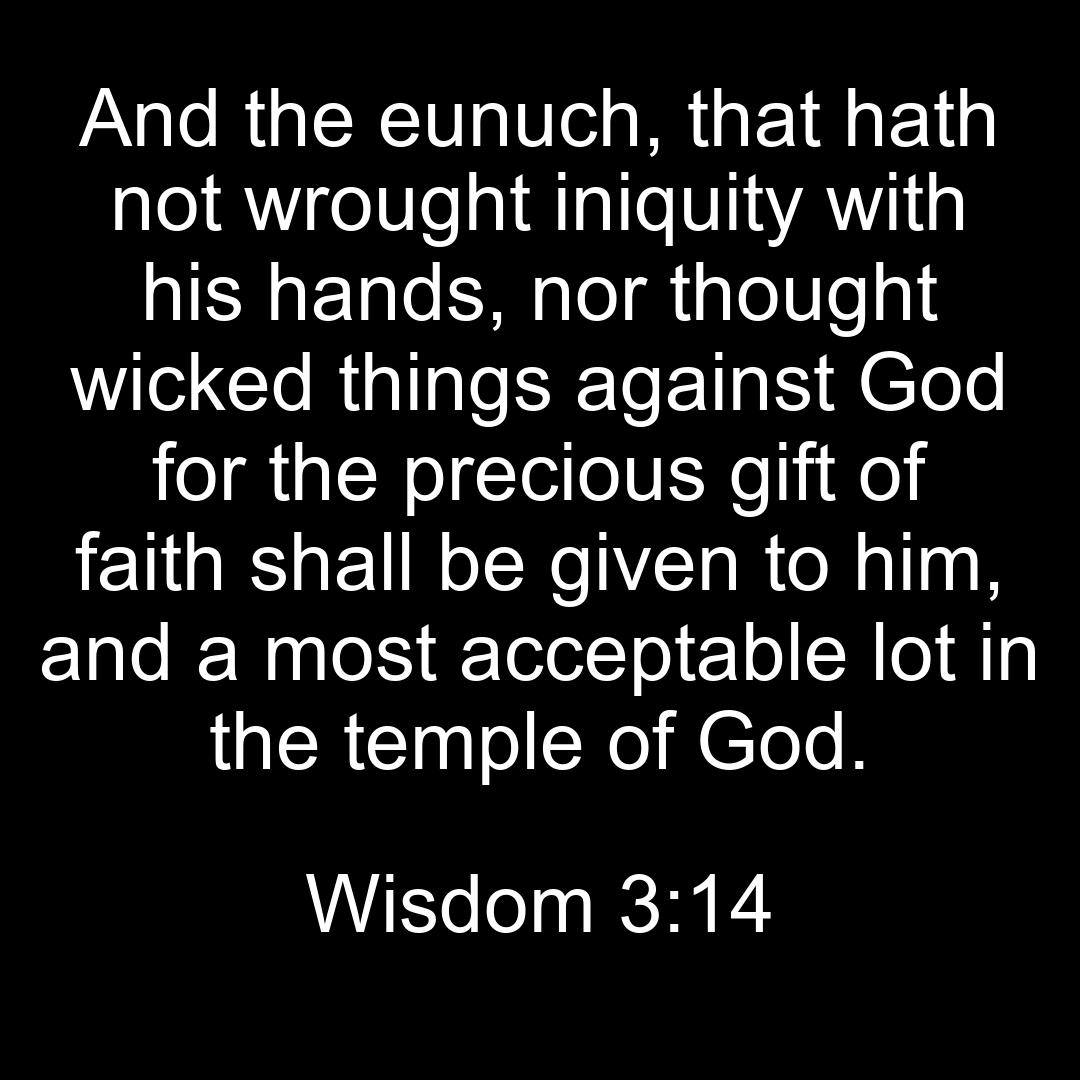 And the eunuch, that hath
not wrought iniquity with
his hands, nor thought
wicked things against God
for the precious gift of
faith shall be given to him,
and a most acceptable lot in
the temple of God.
Wisdom 3:14